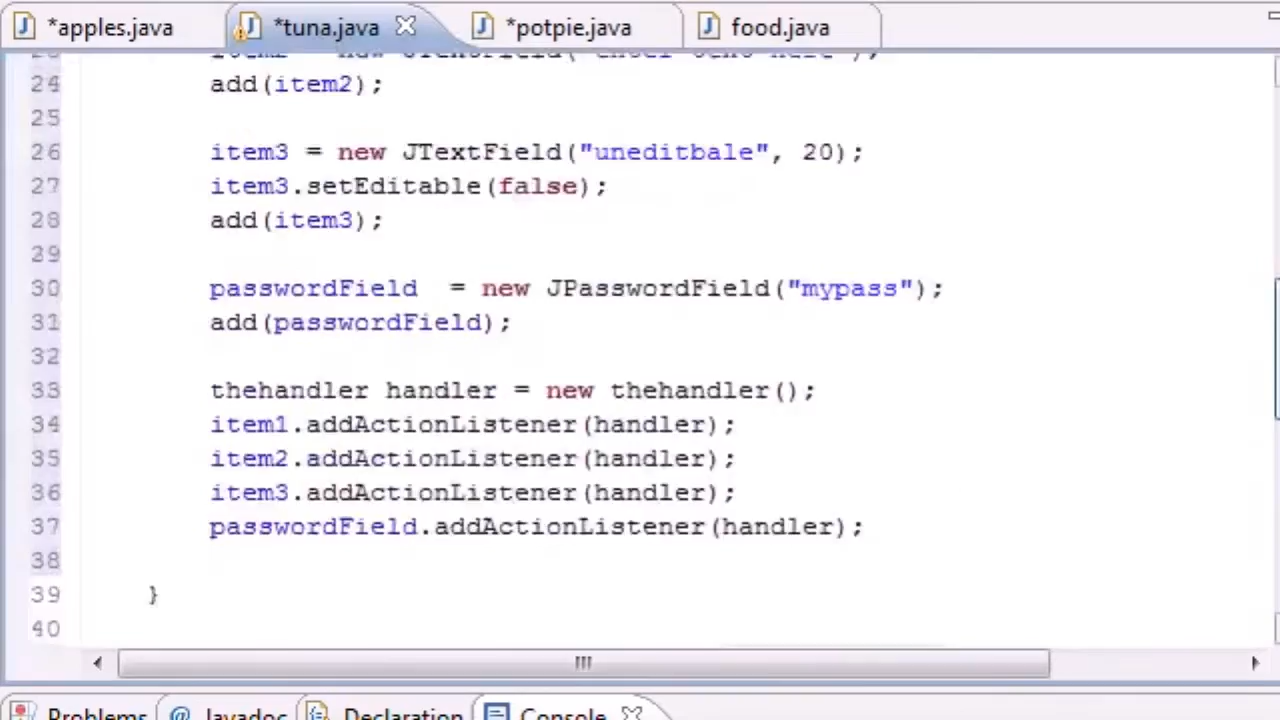 *apples.java *tuna.java *potpie.java food.java
24 add(item2);
25
26 item3 = new JTextField("uneditbale", 20);
27 item3.setEditable(false);
28 add(item3);
29
30 passwordField  = new JPasswordField("mypass");
31 add(passwordField);
32
33 thehandler handler = new thehandler();
34 item1.addActionListener(handler);
35 item2.addActionListener(handler);
36 item3.addActionListener(handler);
37 passwordField.addActionListener(handler);
38
39 }
40
Problems @ Javadoc Declaration Console